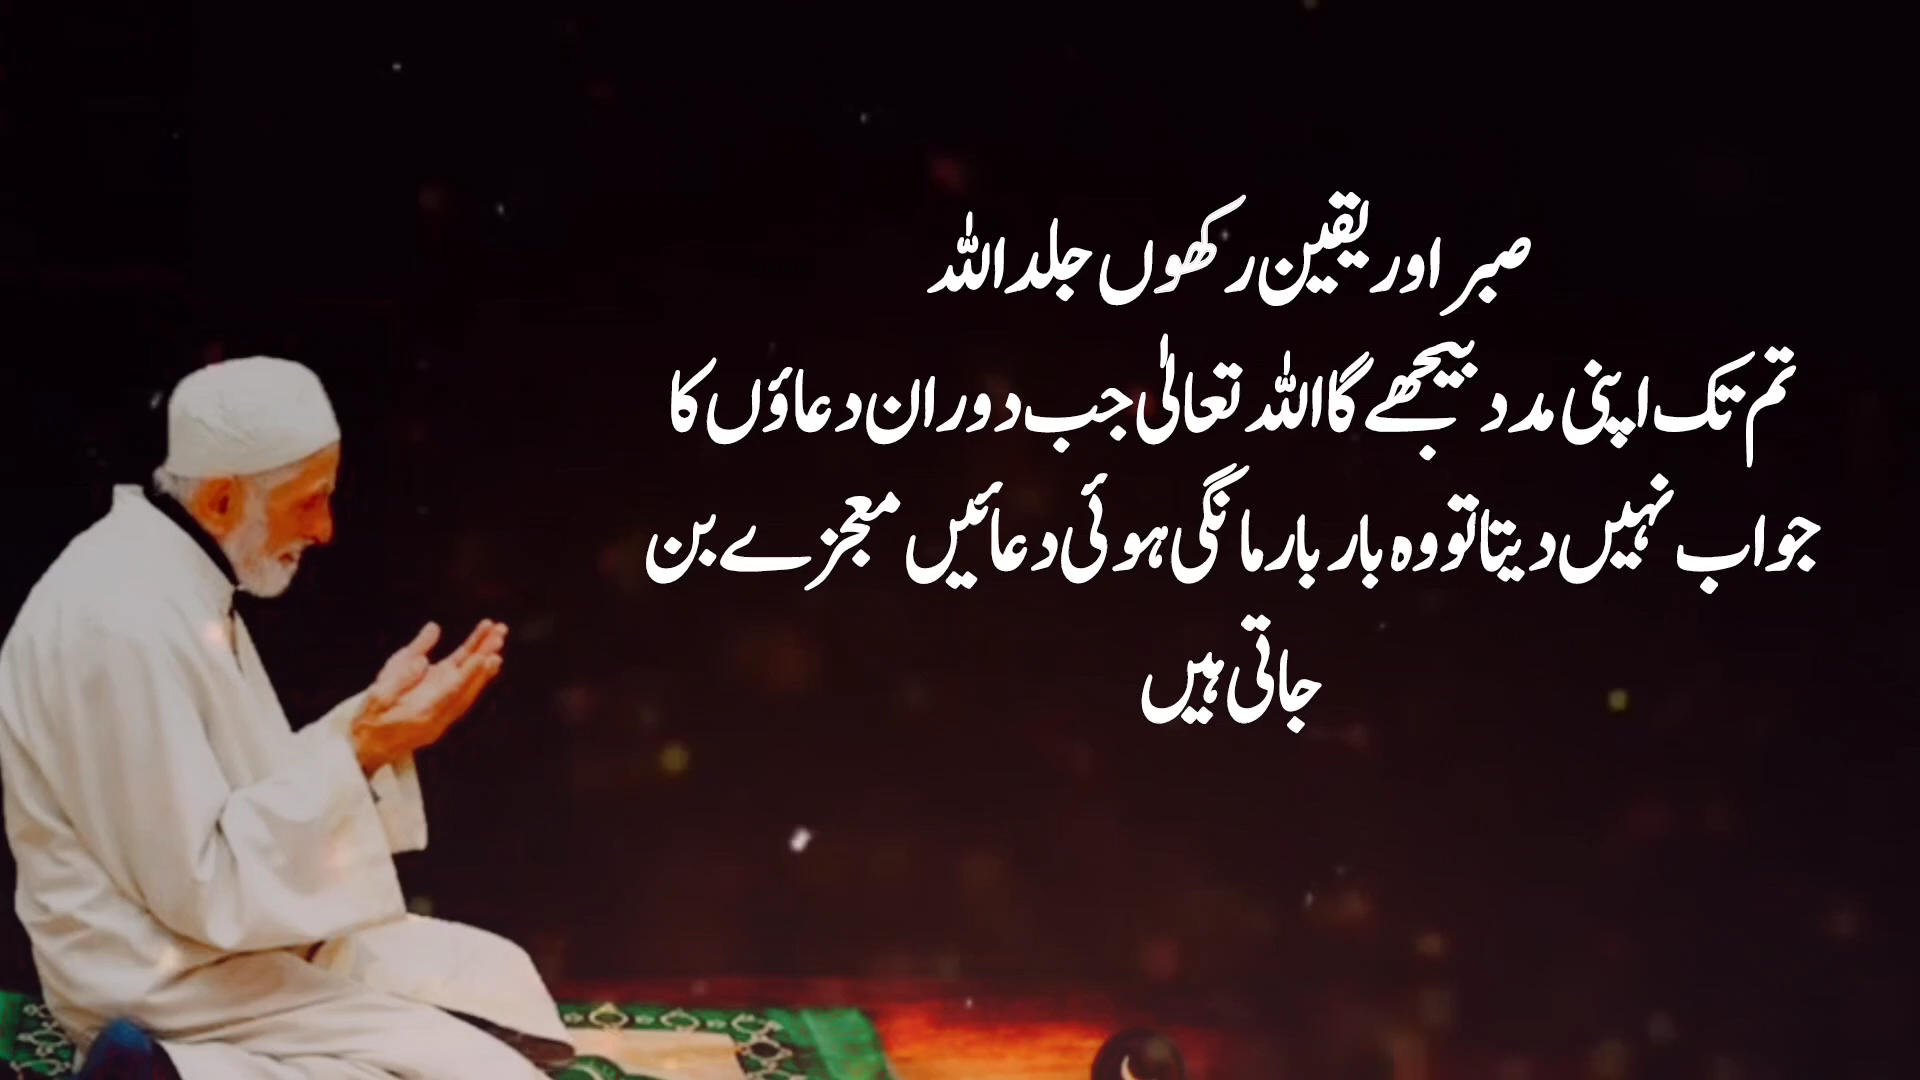 صبر اور یقین رکھوں جلد اللہ
تم تک اپنی مدد بیجھے گا اللہ تعالٰی جب دوران دعاؤں کا
جواب نہیں دیتا تو وہ بار بار مانگی ہوئی دعائیں معجزے بن
جاتی ہیں